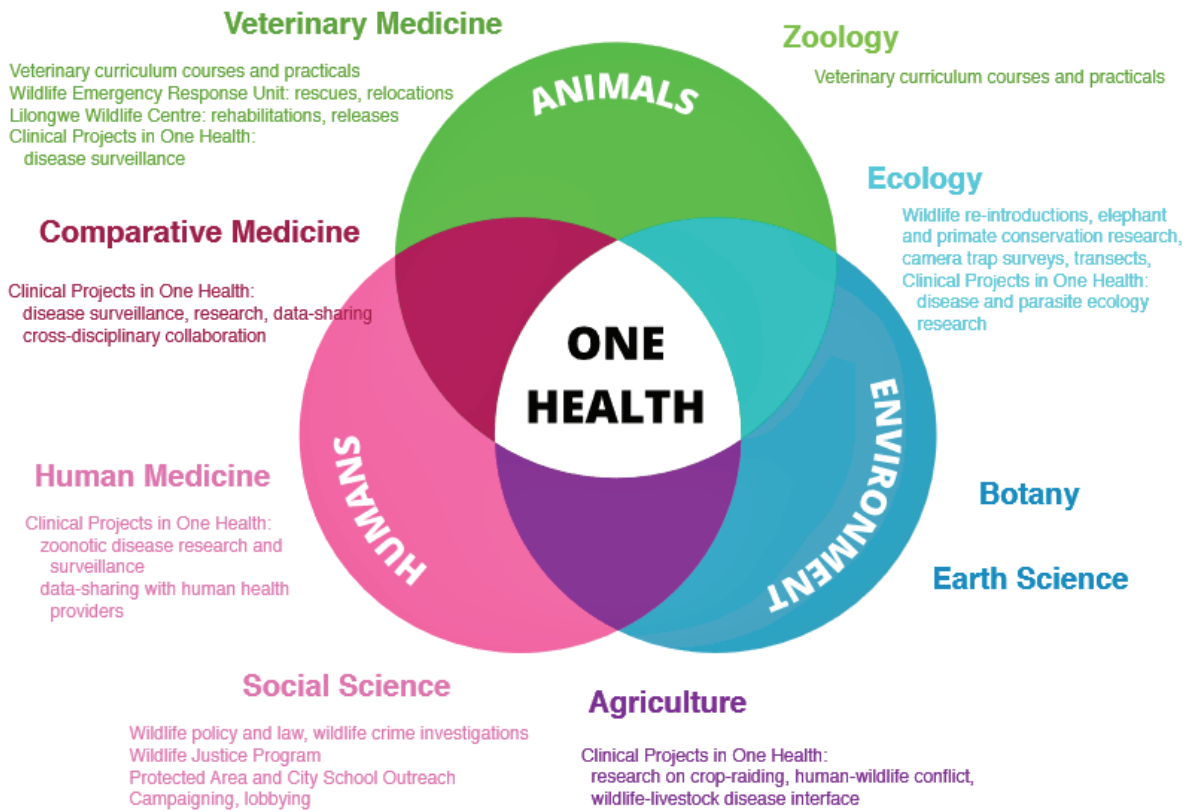 Veterinary Medicine
Veterinary curriculum courses and practicals
Wildlife Emergency Response Unit: rescues, relocations
Lilongwe Wildlife Centre: rehabilitations, releases
Clinical Projects in One Health:
disease surveillance
Zoology
Veterinary curriculum courses and practicals
ANIMALS
Ecology
Wildlife re-introductions, elephant
and primate conservation research,
camera trap surveys, transects,
Clinical Projects in One Health:
disease and parasite ecology
research
Comparative Medicine
Clinical Projects in One Health:
disease surveillance, research, data-sharing
cross-disciplinary collaboration
ONE
HEALTH
HUMANS
ENVIRONMENT
Human Medicine
Clinical Projects in One Health:
zoonotic disease research and
surveillance
data-sharing with human health
providers
Botany
Earth Science
Social Science
Wildlife policy and law, wildlife crime investigations
Wildlife Justice Program
Protected Area and City School Outreach
Campaigning, lobbying
Agriculture
Clinical Projects in One Health:
research on crop-raiding, human-wildlife conflict,
wildlife-livestock disease interface